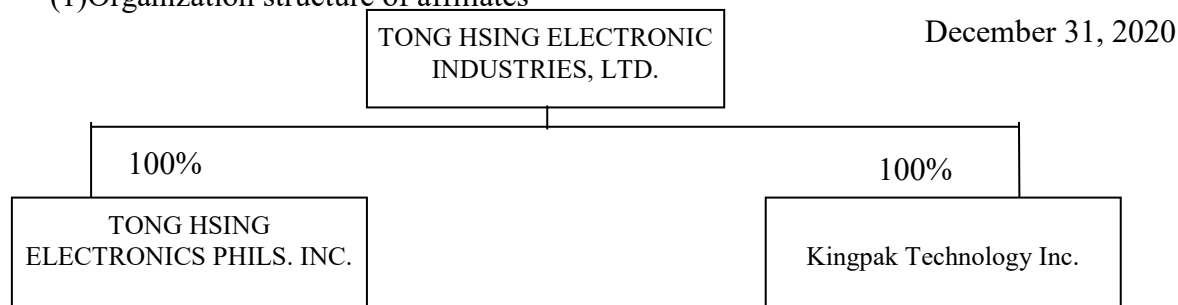 (1)Organization structure of affiliates
December 31, 2020
TONG HSING ELECTRONIC
INDUSTRIES, LTD.
100%
100%
TONG HSING
ELECTRONICS PHILS. INC.
Kingpak Technology Inc.